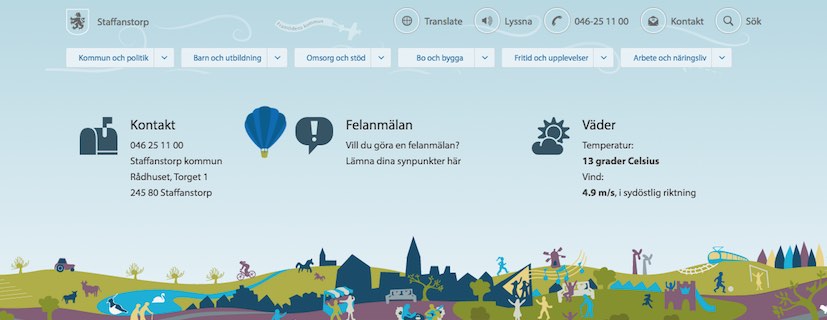 Staffanstorp
Framtidens kommun
Translate
Lyssna
046-25 11 00
Kontakt
Sök
Kommun och politik
Barn och utbildning
Omsorg och stöd
Bo och bygga
Fritid och upplevelser
Arbete och näringsliv
Kontakt
046 25 11 00
Staffanstorp kommun
Rådhuset, Torget 1
245 80 Staffanstorp
Felanmälan
Vill du göra en felanmälan?
Lämna dina synpunkter här
Väder
Temperatur:
13 grader Celsius
Vind:
4.9 m/s, i sydöstlig riktning